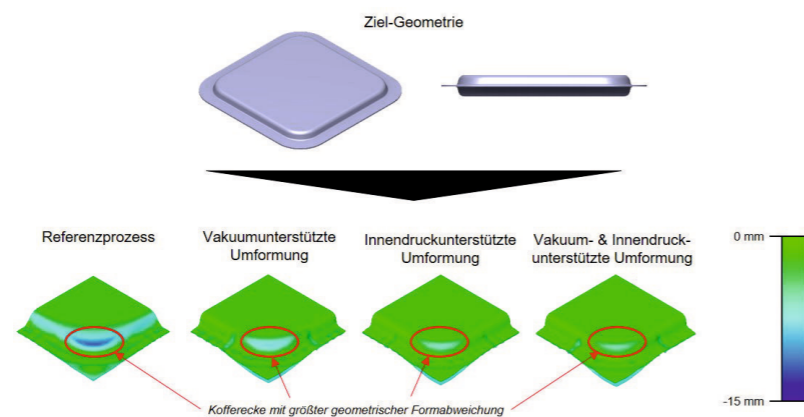 Ziel-Geometrie
Referenzprozess
Vakuumunterstützte
Umformung
Innendruckunterstützte
Umformung
Vakuum- & Innendruck-
unterstützte Umformung
0 mm
-15 mm
Kofferecke mit größter geometrischer Formabweichung